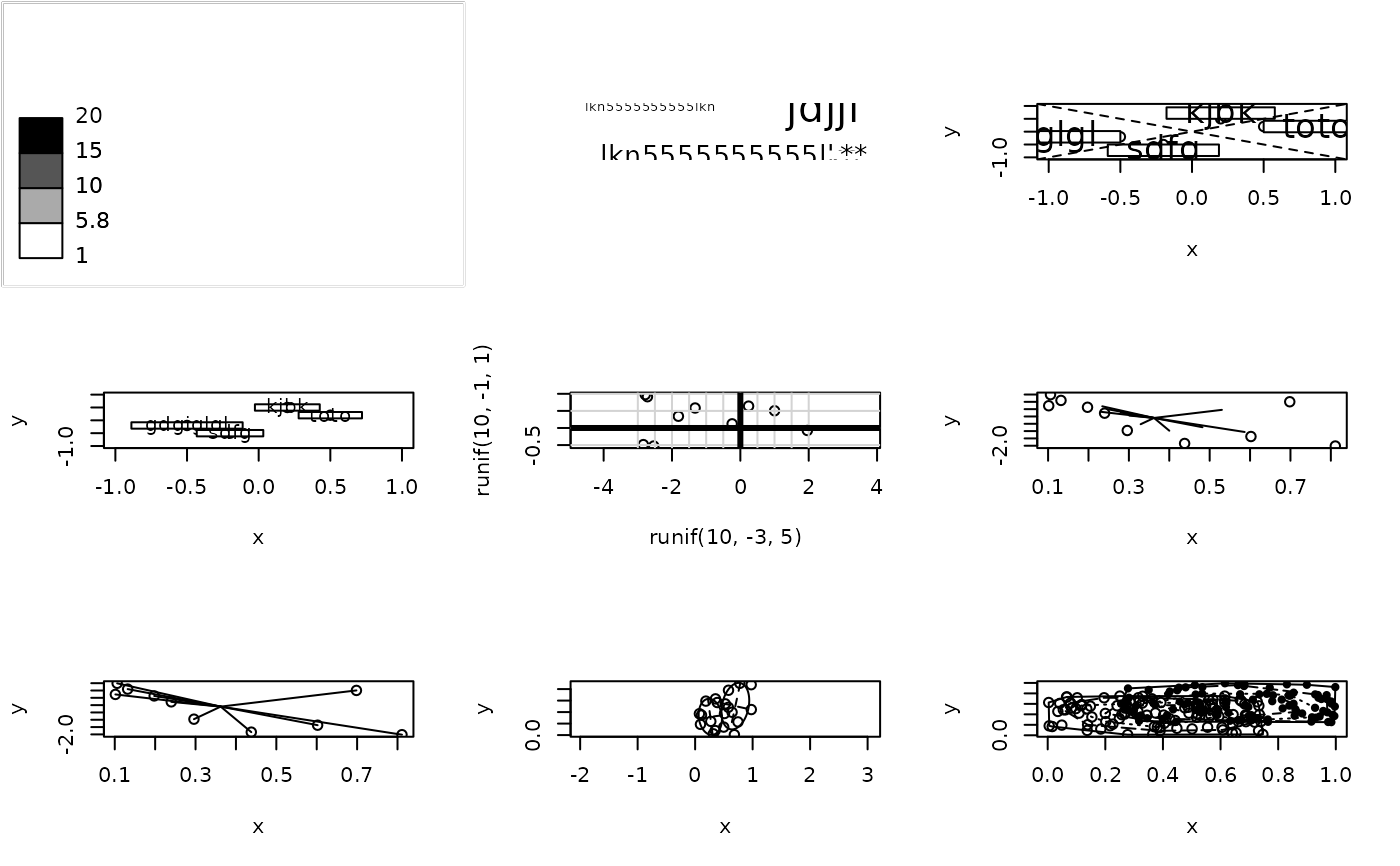 20
15
10
5.8
1
lkn5555555555lkn
jdjjl
lkn5555555555l
**
y
-1.0
glgl
kjbk
toto
sdfg
-1.0 -0.5 0.0 0.5 1.0
x
y
-1.0
kjbk
toto
sdfg
-1.0 -0.5 0.0 0.5 1.0
x
runif(10, -1, 1)
-0.5
-4 -2 0 2 4
runif(10, -3, 5)
y
-2.0
0.1 0.3 0.5 0.7
x
y
-2.0
0.1 0.3 0.5 0.7
x
y
0.0
-2 -1 0 1 2 3
x
y
0.0
0.0 0.2 0.4 0.6 0.8 1.0
x